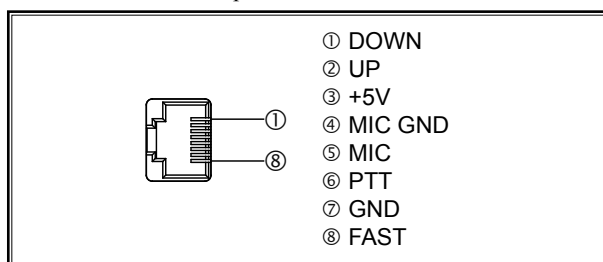 ① DOWN
② UP
③ +5V
④ MIC GND
⑤ MIC
⑥ PTT
⑦ GND
⑧ FAST
①
⑧